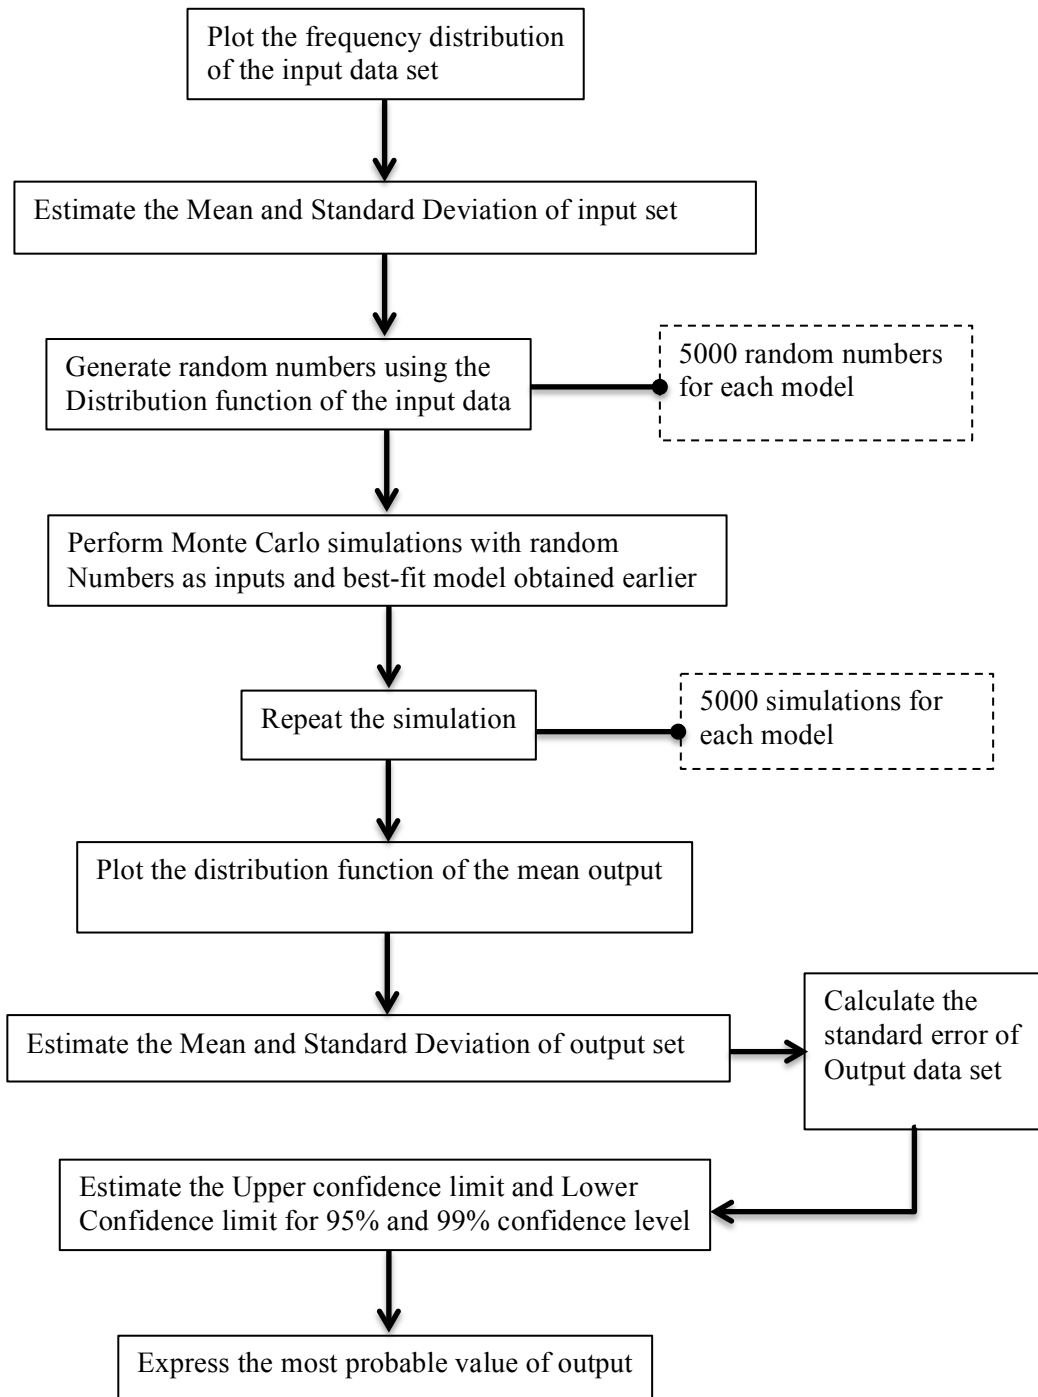 Plot the frequency distribution
of the input data set
Estimate the Mean and Standard Deviation of input set
Generate random numbers using the
Distribution function of the input data
5000 random numbers
for each model
Perform Monte Carlo simulations with random
Numbers as inputs and best-fit model obtained earlier
Repeat the simulation
5000 simulations for
each model
Plot the distribution function of the mean output
Estimate the Mean and Standard Deviation of output set
Calculate the
standard error of
Output data set
Estimate the Upper confidence limit and Lower
Confidence limit for 95% and 99% confidence level
Express the most probable value of output